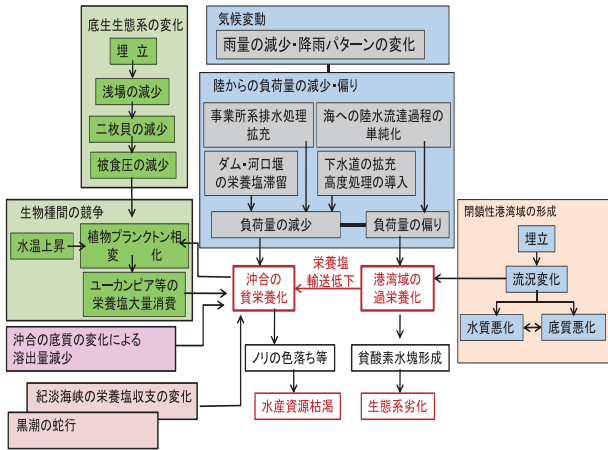 底生生態系の変化
埋 立
浅場の減少
二枚貝の減少
被食圧の減少
気候変動
雨量の減少・降雨パターンの変化
陸からの負荷量の減少・偏り
事業所系排水処理
拡充
海への陸水流達過程の
単純化
ダム・河口堰
の栄養塩滞留
下水道の拡充
高度処理の導入
負荷量の減少
負荷量の偏り
生物種間の競争
水温上昇
植物プランクトン相
変 化
ユーカンピア等の
栄養塩大量消費
沖合の底質の変化による
溶出量減少
紀淡海峡の栄養塩収支の変化
黒潮の蛇行
沖合の
貧栄養化
栄養塩
輸送低下
港湾域の
過栄養化
ノリの色落ち等
貧酸素水塊形成
水産資源枯渇
生態系劣化
閉鎖性港湾域の形成
埋立
流況変化
水質悪化
底質悪化